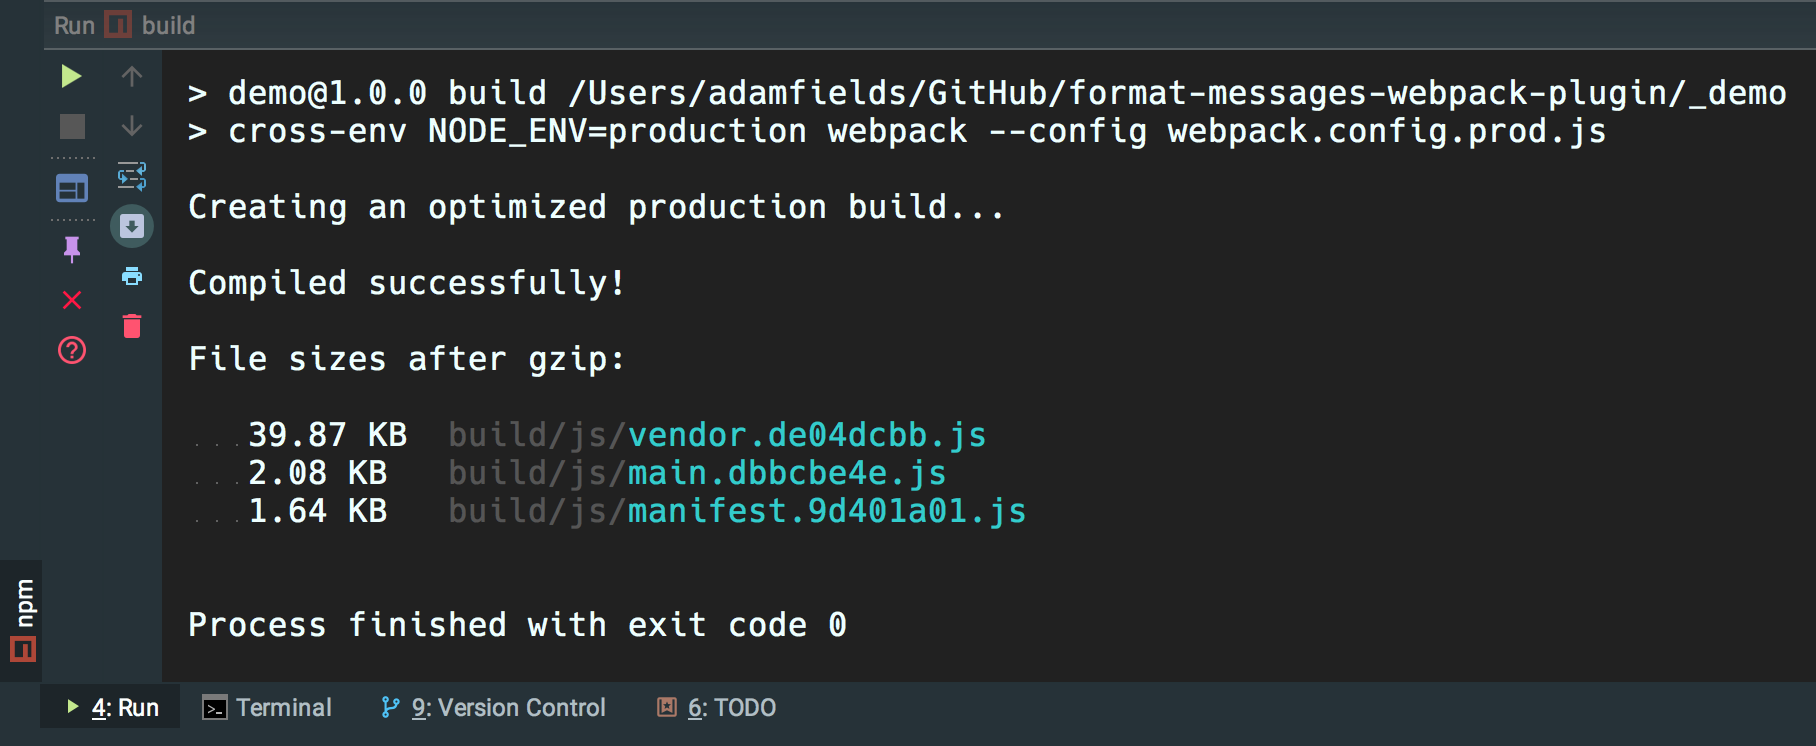 Run build
> demo@1.0.0 build /Users/adamfields/GitHub/format-messages-webpack-plugin/_demo
> cross-env NODE_ENV=production webpack --config webpack.config.prod.js
Creating an optimized production build...
Compiled successfully!
File sizes after gzip:
. . . 39.87 KB build/js/vendor.de04dcbb.js
. . . 2.08 KB build/js/main.dbbcbe4e.js
. . . 1.64 KB build/js/manifest.9d401a01.js
Process finished with exit code 0
npm
4: Run Terminal 9: Version Control 6: TODO